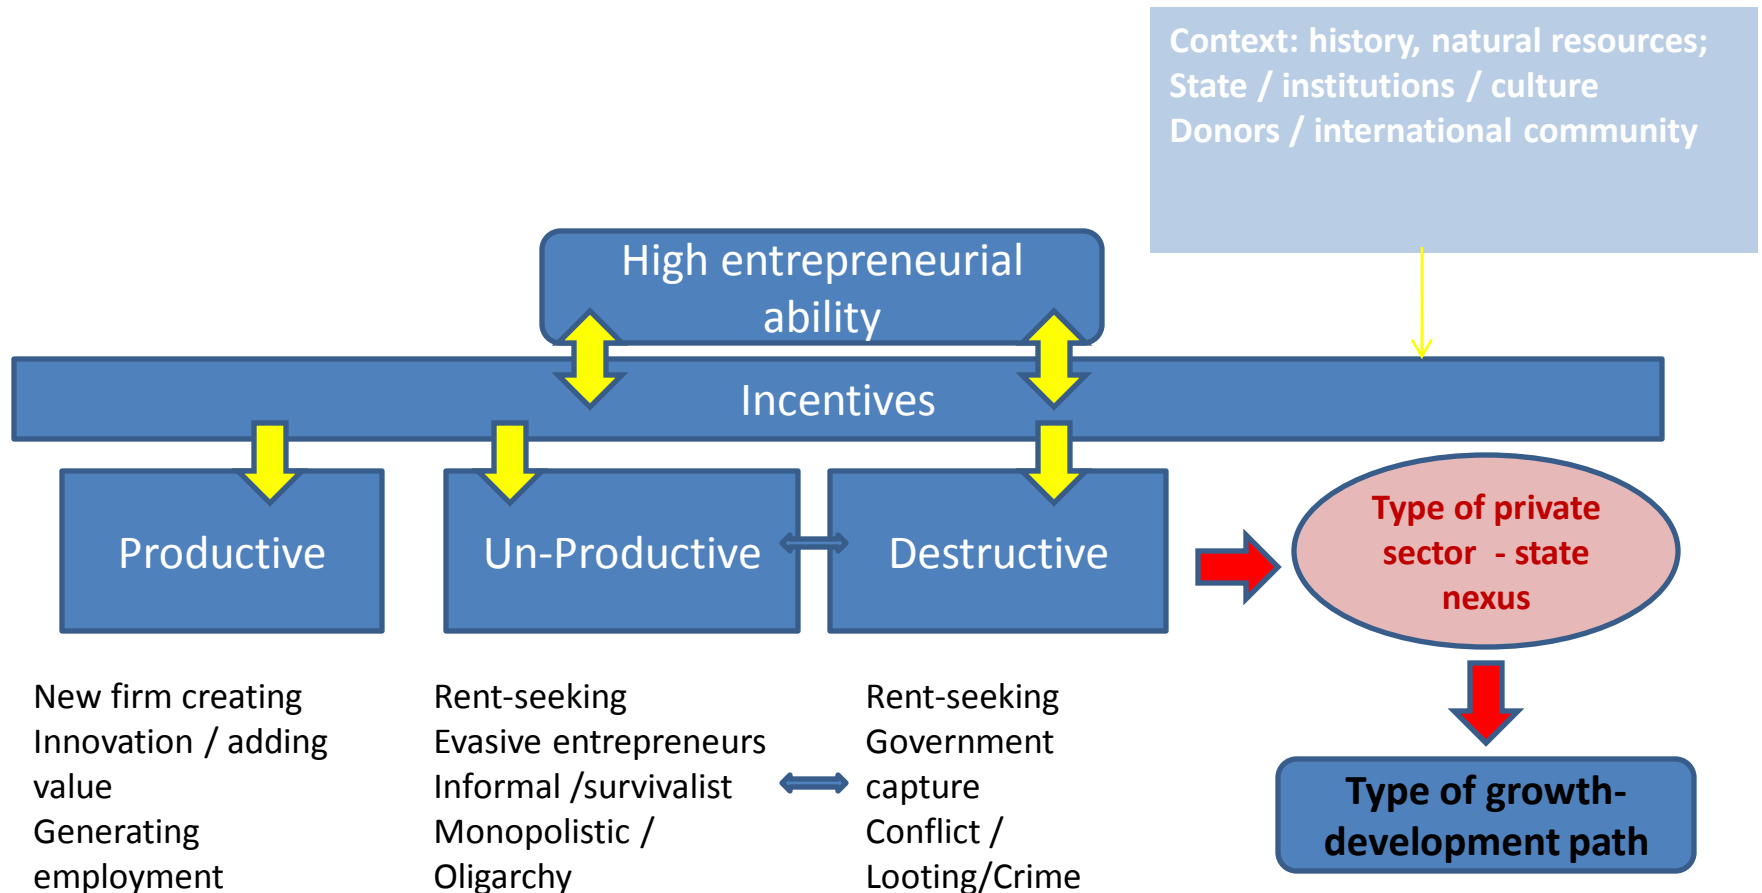 Context: history, natural resources;
State / institutions / culture
Donors / international community
High entrepreneurial
ability
Incentives
Productive
Un-Productive
Destructive
Type of private
sector - state
nexus
New firm creating
Innovation / adding
value
Generating
employment
Rent-seeking
Evasive entrepreneurs
Informal /survivalist
Monopolistic /
Oligarchy
Rent-seeking
Government
capture
Conflict /
Looting/Crime
Type of growth-
development path